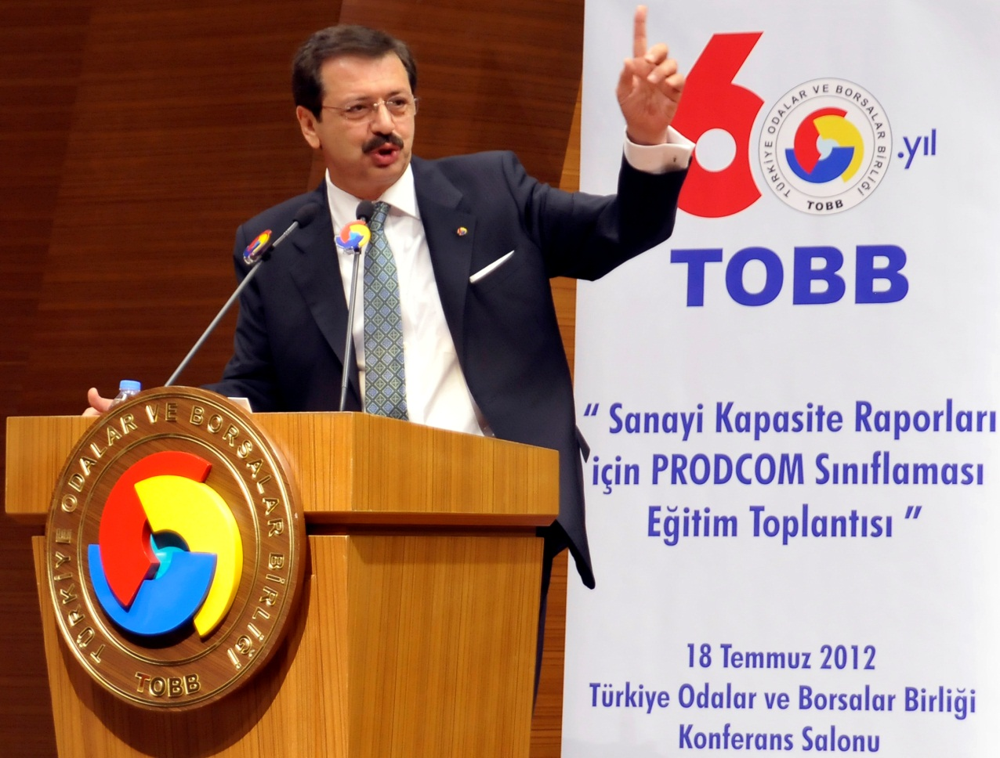 60.yıl
TÜRKİYE ODALAR VE BORSALAR BİRLİĞİ
TOBB
TOBB
" Sanayi Kapasite Raporları
için PRODCOM Sınıflaması
Eğitim Toplantısı "
18 Temmuz 2012
Türkiye Odalar ve Borsalar Birliği
Konferans Salonu
TÜRKİYE ODALAR VE BORSALAR BİRLİĞİ
TOBB